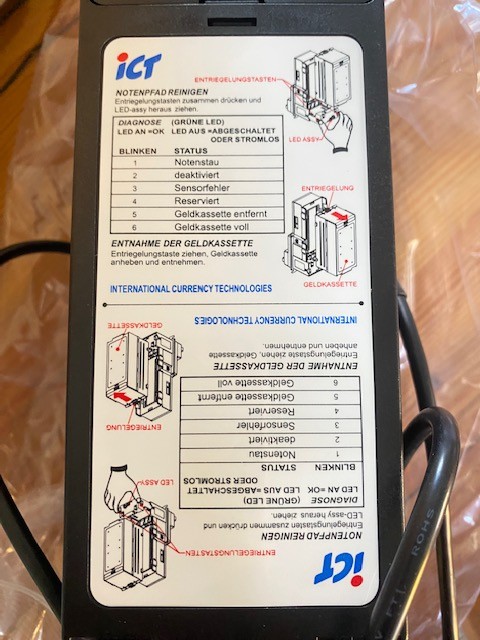 ICT
NOTENPFAD REINIGEN
Entriegelungstasten zusammen drücken und
LED-assy heraus ziehen.
ENTRIEGELUNGSTASTEN
LED ASSY
DIAGNOSE (GRÜNE LED)
LED AN =OK LED AUS =ABGESCHALTET
ODER STROMLOS
BLINKEN STATUS
1 Notenstau
2 deaktiviert
3 Sensorfehler
4 Reserviert
5 Geldkassette entfernt
6 Geldkassette voll
ENTRIEGELUNG
GELDKASSETTE
ENTNAHME DER GELDKASSETTE
Entriegelungstaste ziehen, Geldkassette
anheben und entnehmen.
INTERNATIONAL CURRENCY TECHNOLOGIES
ICT
NOTENPFAD REINIGEN
Entriegelungstasten zusammen drücken und
LED-assy heraus ziehen.
ENTRIEGELUNGSTASTEN
LED ASSY
DIAGNOSE (GRÜNE LED)
LED AN =OK LED AUS =ABGESCHALTET
ODER STROMLOS
BLINKEN STATUS
1 Notenstau
2 deaktiviert
3 Sensorfehler
4 Reserviert
5 Geldkassette entfernt
6 Geldkassette voll
ENTRIEGELUNG
GELDKASSETTE
ENTNAHME DER GELDKASSETTE
Entriegelungstaste ziehen, Geldkassette
anheben und entnehmen.
INTERNATIONAL CURRENCY TECHNOLOGIES
ROHS